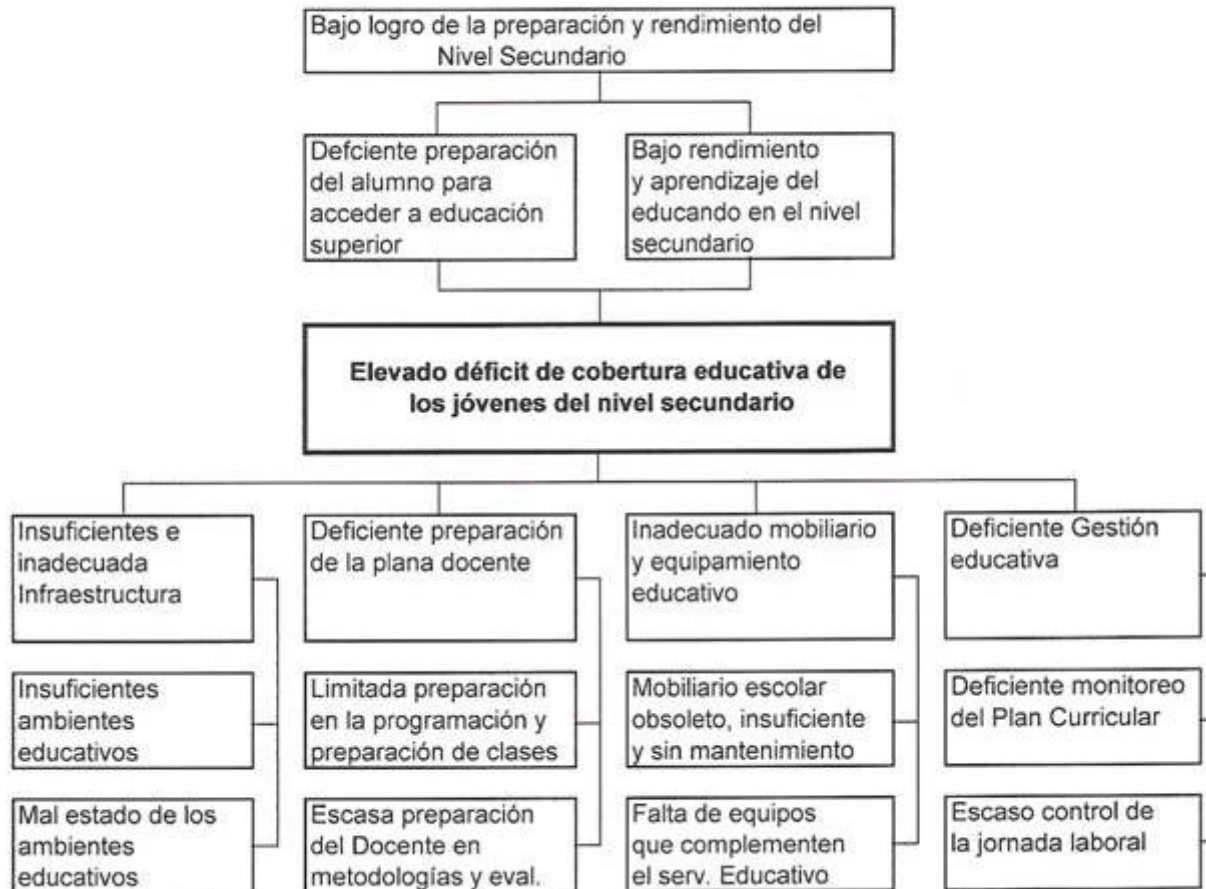 Bajo logro de la preparación y rendimiento del
Nivel Secundario
Defciente preparación
del alumno para
acceder a educación
superior
Bajo rendimiento
y aprendizaje del
educando en el nivel
secundario
Elevado déficit de cobertura educativa de
los jóvenes del nivel secundario
Insuficientes e
inadecuada
Infraestructura
Deficiente preparación
de la plana docente
Inadecuado mobiliario
y equipamiento
educativo
Deficiente Gestión
educativa
Insuficientes
ambientes
educativos
Limitada preparación
en la programación y
preparación de clases
Mobiliario escolar
obsoleto, insuficiente
y sin mantenimiento
Deficiente monitoreo
del Plan Curricular
Mal estado de los
ambientes
educativos
Escasa preparación
del Docente en
metodologías y eval.
Falta de equipos
que complementen
el serv. Educativo
Escaso control de
la jornada laboral